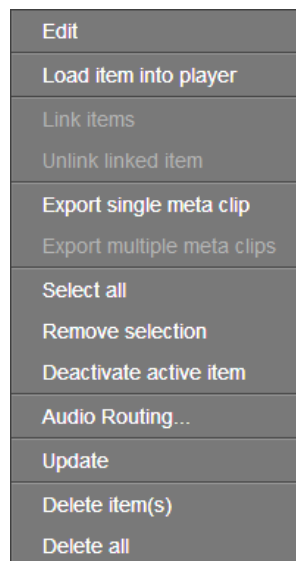 Edit
Load item into player
Link items
Unlink linked item
Export single meta clip
Export multiple meta clips
Select all
Remove selection
Deactivate active item
Audio Routing...
Update
Delete item(s)
Delete all